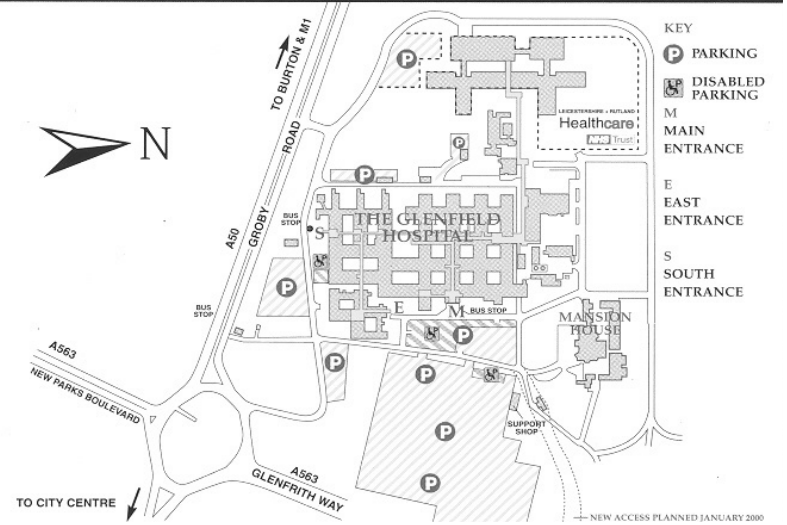 KEY
P PARKING
DISABLED
PARKING
M
MAIN
ENTRANCE
E
EAST
ENTRANCE
S
SOUTH
ENTRANCE
TO BURTON & M1
N
A50
GROBY ROAD
LEICESTERSHIRE & RUTLAND
Healthcare
NHS Trust
P
P
P
THE GLENFIELD
HOSPITAL
BUS
STOP
S
P
BUS
STOP
E
M
BUS STOP
P
MANSION
HOUSE
A563
NEW PARKS BOULEVARD
P
P
P
P
SUPPORT
SHOP
A563
GLENFRITH WAY
TO CITY CENTRE
NEW ACCESS PLANNED JANUARY 2000